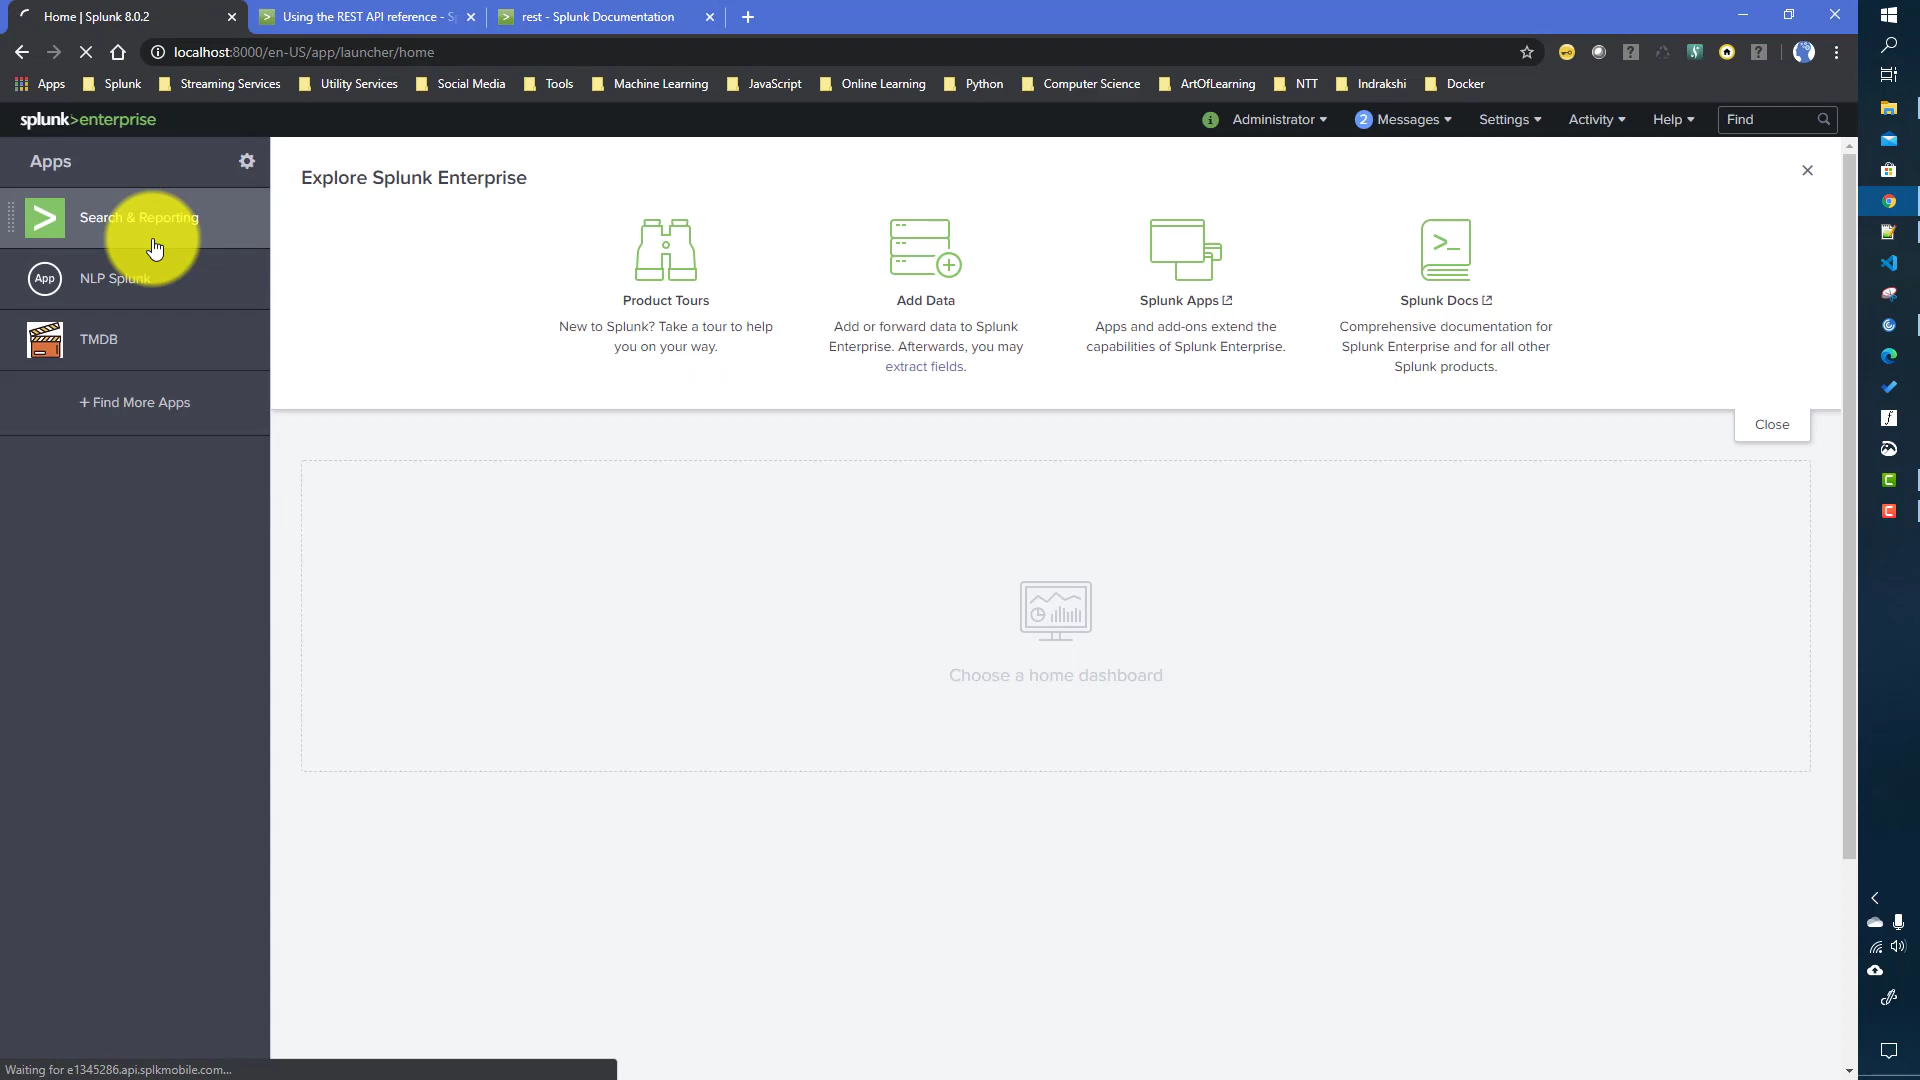 Home | Splunk 8.0.2
Using the REST API reference - S
rest - Splunk Documentation
localhost:8000/en-US/app/launcher/home
Apps
Splunk
Streaming Services
Utility Services
Social Media
Tools
Machine Learning
JavaScript
Online Learning
Python
Computer Science
ArtOfLearning
NTT
Indrakshi
Docker
splunk>enterprise
Administrator
2
Messages
Settings
Activity
Help
Find
Apps
Explore Splunk Enterprise
Search & Reporting
App
NLP Splunk
TMDB
+ Find More Apps
Product Tours
New to Splunk? Take a tour to help
you on your way.
Add Data
Add or forward data to Splunk
Enterprise. Afterwards, you may
extract fields.
Splunk Apps
Apps and add-ons extend the
capabilities of Splunk Enterprise.
Splunk Docs
Comprehensive documentation for
Splunk Enterprise and for all other
Splunk products.
Close
Choose a home dashboard
Waiting for e1345286.api.splkmobile.com...